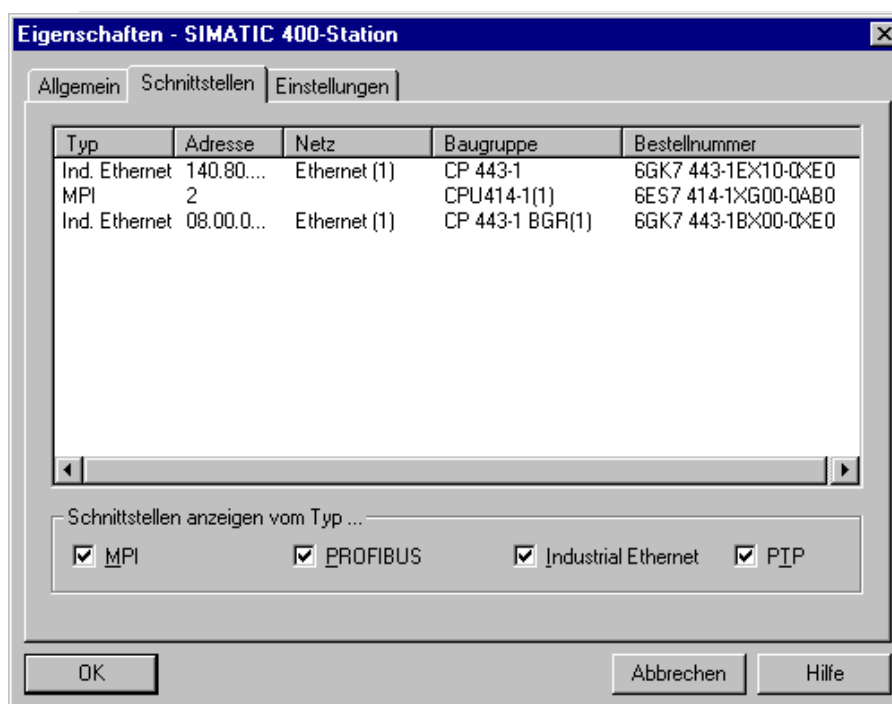 Eigenschaften - SIMATIC 400-Station
Allgemein Schnittstellen Einstellungen
Typ Adresse Netz Baugruppe Bestellnummer
Ind. Ethernet 140.80.... Ethernet (1) CP 443-1 6GK7 443-1EX10-0XE0
MPI 2 CPU414-1(1) 6ES7 414-1XG00-0AB0
Ind. Ethernet 08.00.0... Ethernet (1) CP 443-1 BGR(1) 6GK7 443-1BX00-0XE0
Schnittstellen anzeigen vom Typ ...
MPI PROFIBUS Industrial Ethernet PTP
OK Abbrechen Hilfe